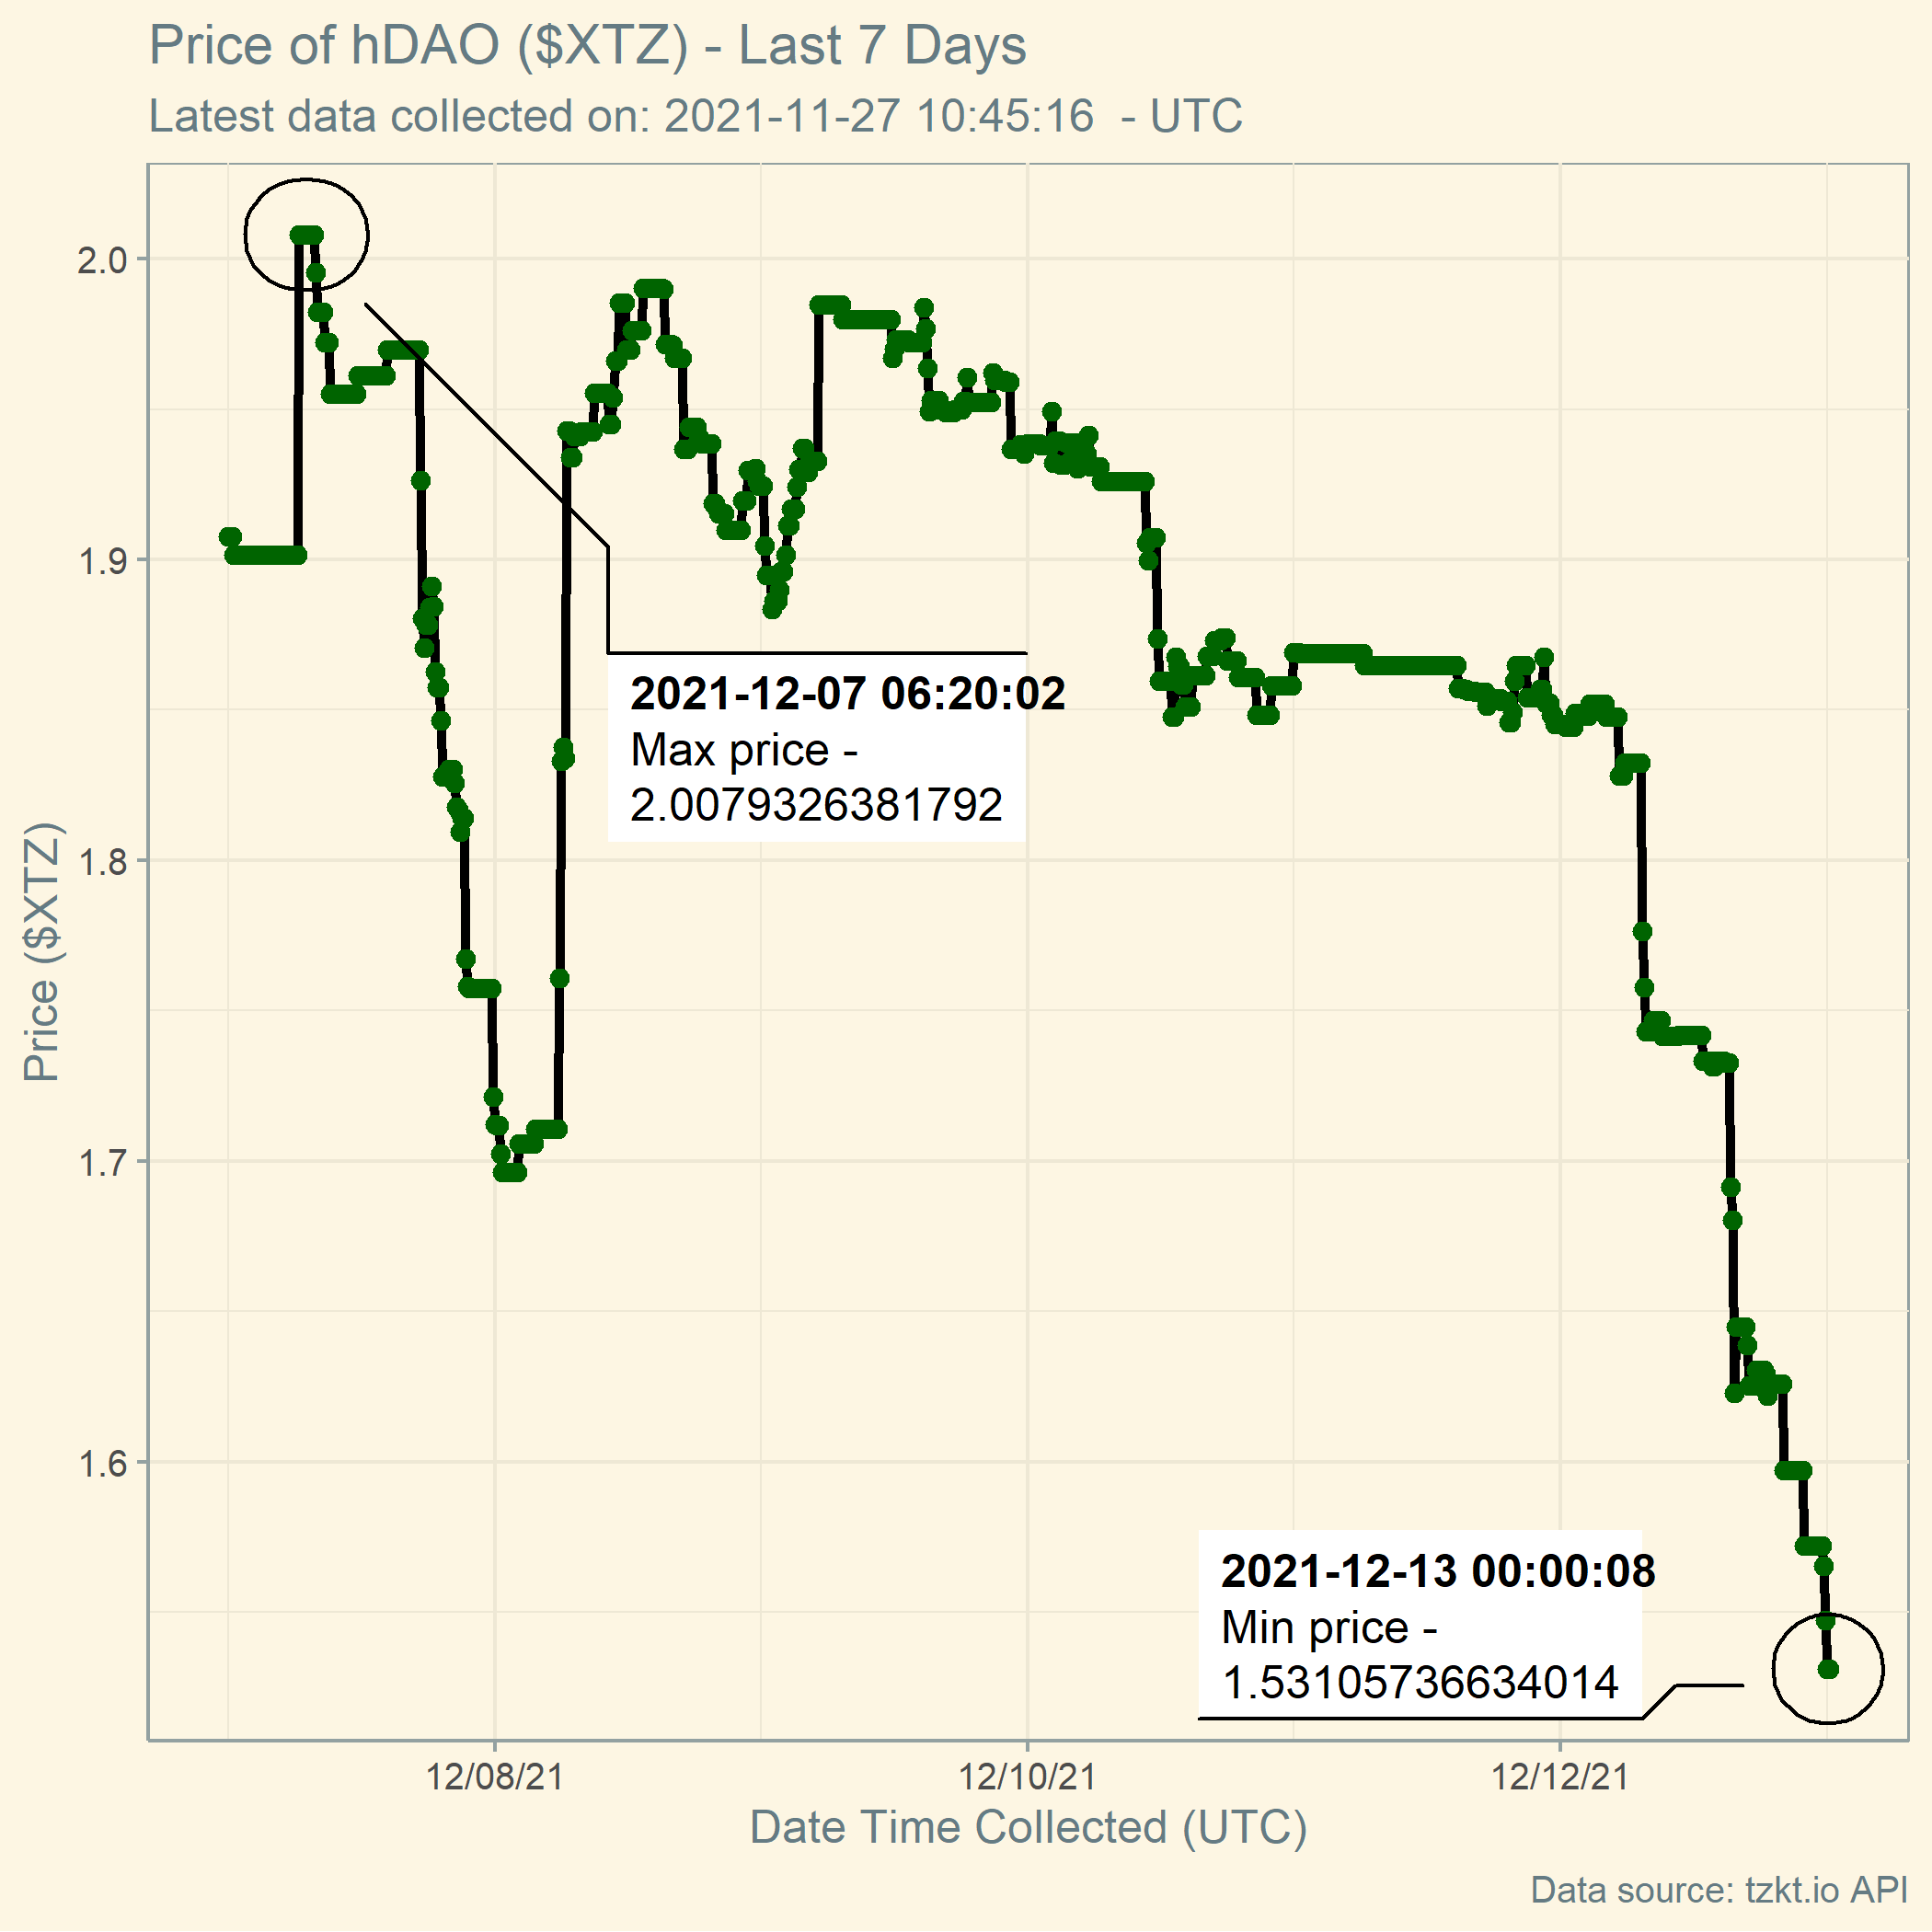 Price of hDAO ($XTZ) - Last 7 Days
Latest data collected on: 2021-11-27 10:45:16  - UTC
Price ($XTZ)
2.0
1.9
1.8
1.7
1.6
2021-12-07 06:20:02
Max price -
2.0079326381792
2021-12-13 00:00:08
Min price -
1.53105736634014
12/08/21
12/10/21
12/12/21
Date Time Collected (UTC)
Data source: tzkt.io API